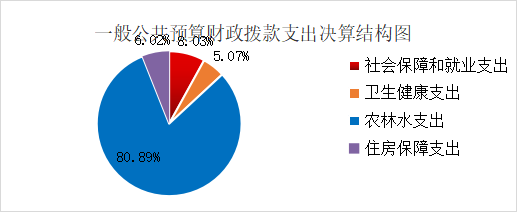 一般公共预算财政拨款支出决算结构图
6.02%
8.03%
5.07%
80.89%
社会保障和就业支出
卫生健康支出
农林水支出
住房保障支出